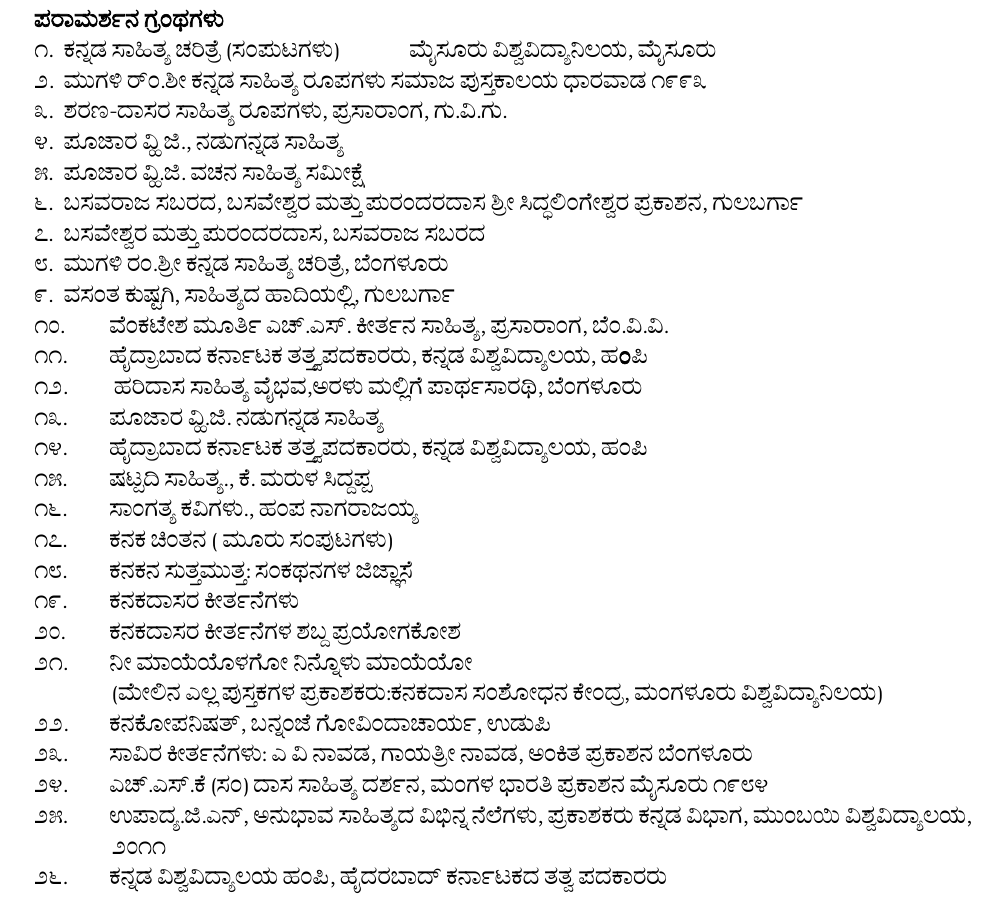 ಪರಾಮರ್ಶನ ಗ್ರಂಥಗಳು
೧. ಕನ್ನಡ ಸಾಹಿತ್ಯ ಚರಿತ್ರೆ (ಸಂಪುಟಗಳು) ಮೈಸೂರು ವಿಶ್ವವಿದ್ಯಾನಿಲಯ, ಮೈಸೂರು
೨. ಮುಗಳಿ ರ್‍ಂ.ಶೀ ಕನ್ನಡ ಸಾಹಿತ್ಯ ರೂಪಗಳು ಸಮಾಜ ಪುಸ್ತಕಾಲಯ ಧಾರವಾಡ ೧೯೯೩
೩. ಶರಣ-ದಾಸರ ಸಾಹಿತ್ಯ ರೂಪಗಳು, ಪ್ರಸಾರಾಂಗ, ಗು.ವಿ.ಗು.
೪. ಪೂಜಾರ ವ್ಹಿ.ಜಿ., ನಡುಗನ್ನಡ ಸಾಹಿತ್ಯ
೫. ಪೂಜಾರ ವ್ಹಿ.ಜಿ. ವಚನ ಸಾಹಿತ್ಯ ಸಮೀಕ್ಷೆ
೬. ಬಸವರಾಜ ಸಬರದ, ಬಸವೇಶ್ವರ ಮತ್ತು ಪುರಂದರದಾಸ ಶ್ರೀ ಸಿದ್ಧಲಿಂಗೇಶ್ವರ ಪ್ರಕಾಶನ, ಗುಲಬರ್ಗಾ
೭. ಬಸವೇಶ್ವರ ಮತ್ತು ಪುರಂದರದಾಸ, ಬಸವರಾಜ ಸಬರದ
೮. ಮುಗಳಿ ರಂ.ಶ್ರೀ ಕನ್ನಡ ಸಾಹಿತ್ಯ ಚರಿತ್ರೆ, ಬೆಂಗಳೂರು
೯. ವಸಂತ ಕುಷ್ಟಗಿ, ಸಾಹಿತ್ಯದ ಹಾದಿಯಲ್ಲಿ, ಗುಲಬರ್ಗಾ
೧೦. ವೆಂಕಟೇಶ ಮೂರ್ತಿ ಎಚ್.ಎಸ್. ಕೀರ್ತನ ಸಾಹಿತ್ಯ, ಪ್ರಸಾರಾಂಗ, ಬೆಂ.ವಿ.ವಿ.
೧೧. ಹೈದ್ರಾಬಾದ ಕರ್ನಾಟಕ ತತ್ತ್ವಪದಕಾರರು, ಕನ್ನಡ ವಿಶ್ವವಿದ್ಯಾಲಯ, ಹಂಪಿ
೧೨. ಹರಿದಾಸ ಸಾಹಿತ್ಯ ವೈಭವ,ಅರಳು ಮಲ್ಲಿಗೆ ಪಾರ್ಥಸಾರಥಿ, ಬೆಂಗಳೂರು
೧೩. ಪೂಜಾರ ವ್ಹಿ.ಜಿ. ನಡುಗನ್ನಡ ಸಾಹಿತ್ಯ
೧೪. ಹೈದ್ರಾಬಾದ ಕರ್ನಾಟಕ ತತ್ತ್ವಪದಕಾರರು, ಕನ್ನಡ ವಿಶ್ವವಿದ್ಯಾಲಯ, ಹಂಪಿ
೧೫. ಷಟ್ಪದಿ ಸಾಹಿತ್ಯ., ಕೆ. ಮರುಳ ಸಿದ್ದಪ್ಪ
೧೬. ಸಾಂಗತ್ಯ ಕವಿಗಳು., ಹಂಪ ನಾಗರಾಜಯ್ಯ
೧೭. ಕನಕ ಚಿಂತನ ( ಮೂರು ಸಂಪುಟಗಳು)
೧೮. ಕನಕನ ಸುತ್ತಮುತ್ತ: ಸಂಕಥನಗಳ ಜಿಜ್ಞಾಸೆ
೧೯. ಕನಕದಾಸರ ಕೀರ್ತನೆಗಳು
೨೦. ಕನಕದಾಸರ ಕೀರ್ತನೆಗಳ ಶಬ್ದ ಪ್ರಯೋಗಕೋಶ
೨೧. ನೀ ಮಾಯೆಯೊಳಗೋ ನಿನ್ನೊಳು ಮಾಯೆಯೋ
(ಮೇಲಿನ ಎಲ್ಲ ಪುಸ್ತಕಗಳ ಪ್ರಕಾಶಕರು:ಕನಕದಾಸ ಸಂಶೋಧನ ಕೇಂದ್ರ, ಮಂಗಳೂರು ವಿಶ್ವವಿದ್ಯಾನಿಲಯ)
೨೨. ಕನಕೋಪನಿಷತ್, ಬನ್ನಂಜೆ ಗೋವಿಂದಾಚಾರ್ಯ, ಉಡುಪಿ
೨೩. ಸಾವಿರ ಕೀರ್ತನೆಗಳು: ಎ ವಿ ನಾವಡ, ಗಾಯತ್ರೀ ನಾವಡ, ಅಂಕಿತ ಪ್ರಕಾಶನ ಬೆಂಗಳೂರು
೨೪. ಎಚ್.ಎಸ್.ಕೆ (ಸಂ) ದಾಸ ಸಾಹಿತ್ಯ ದರ್ಶನ, ಮಂಗಳ ಭಾರತಿ ಪ್ರಕಾಶನ ಮೈಸೂರು ೧೯೮೪
೨೫. ಉಪಾದ್ಯ.ಜಿ.ಎನ್, ಅನುಭಾವ ಸಾಹಿತ್ಯದ ವಿಭಿನ್ನ ನೆಲೆಗಳು, ಪ್ರಕಾಶಕರು ಕನ್ನಡ ವಿಭಾಗ, ಮುಂಬಯಿ ವಿಶ್ವವಿದ್ಯಾಲಯ,
೨೦೧೧
೨೬. ಕನ್ನಡ ವಿಶ್ವವಿದ್ಯಾಲಯ ಹಂಪಿ, ಹೈದರಬಾದ್ ಕರ್ನಾಟಕದ ತತ್ವ ಪದಕಾರರು